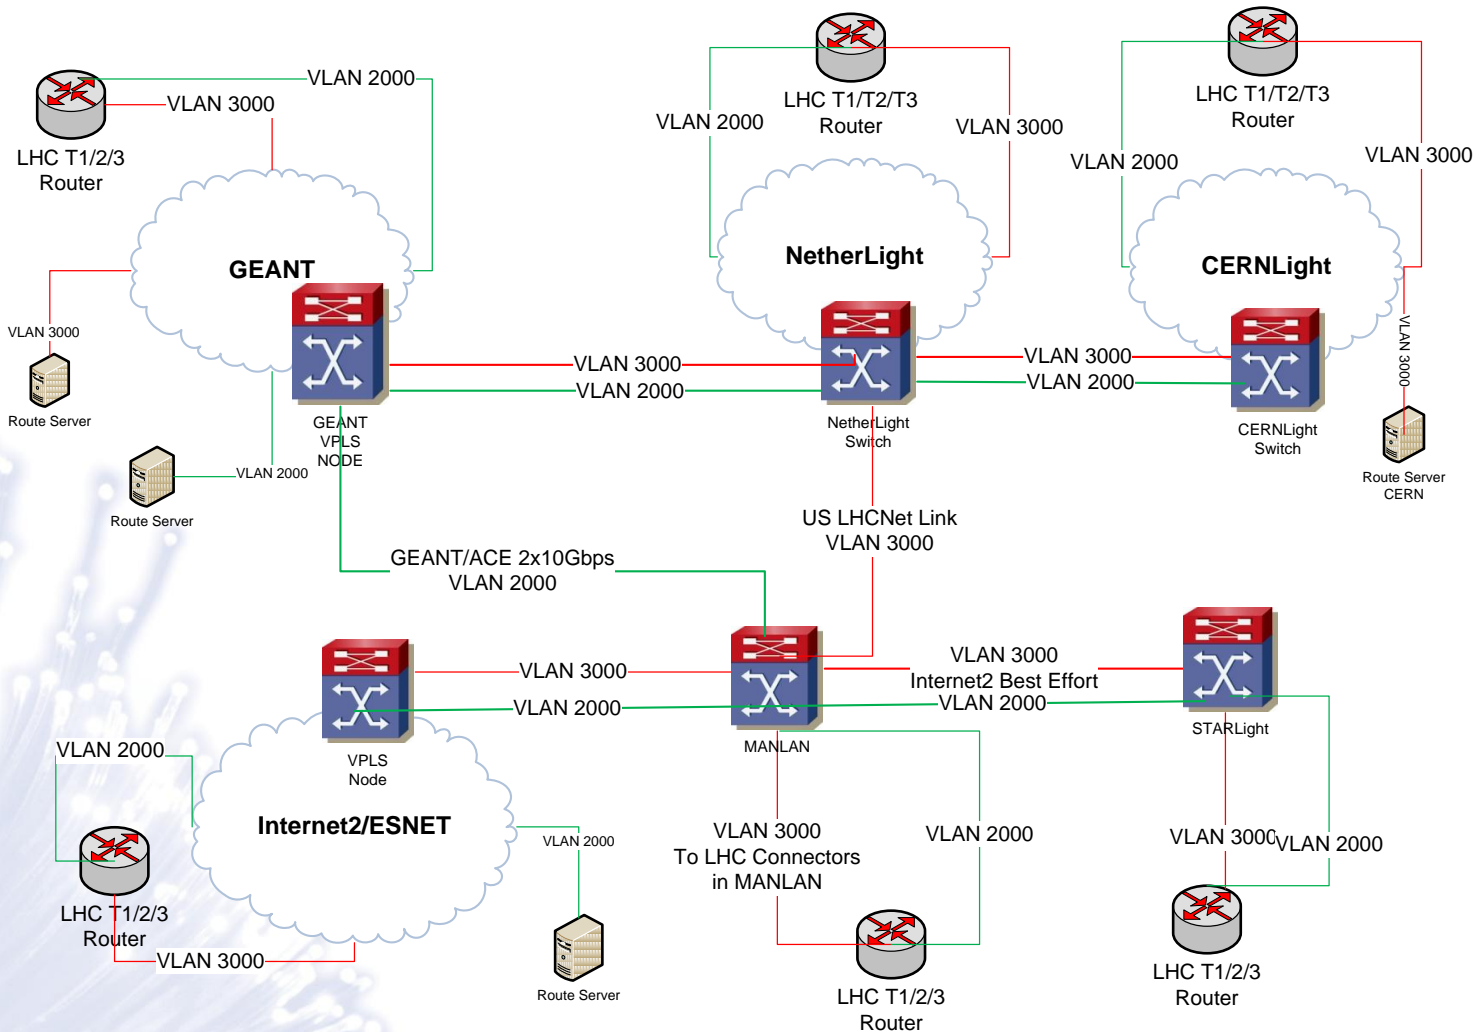 LHC T1/T2/T3
Router
LHC T1/T2/T3
Router
VLAN 2000
VLAN 3000
LHC T1/2/3
Router
VLAN 2000
VLAN 3000
VLAN 2000
VLAN 3000
GEANT
NetherLight
CERNLight
VLAN 3000
Route Server
VLAN 3000
VLAN 2000
VLAN 3000
VLAN 2000
VLAN 3000
GEANT
VPLS
NODE
NetherLight
Switch
CERNLight
Switch
Route Server
CERN
VLAN 2000
Route Server
US LHCNet Link
VLAN 3000
GEANT/ACE 2x10Gbps
VLAN 2000
VLAN 3000
VLAN 2000
VLAN 3000
Internet2 Best Effort
VLAN 2000
VPLS
Node
MANLAN
STARLight
VLAN 2000
Internet2/ESNET
VLAN 2000
LHC T1/2/3
Router
VLAN 3000
Route Server
VLAN 3000
To LHC Connectors
in MANLAN
VLAN 2000
LHC T1/2/3
Router
VLAN 3000
VLAN 2000
LHC T1/2/3
Router